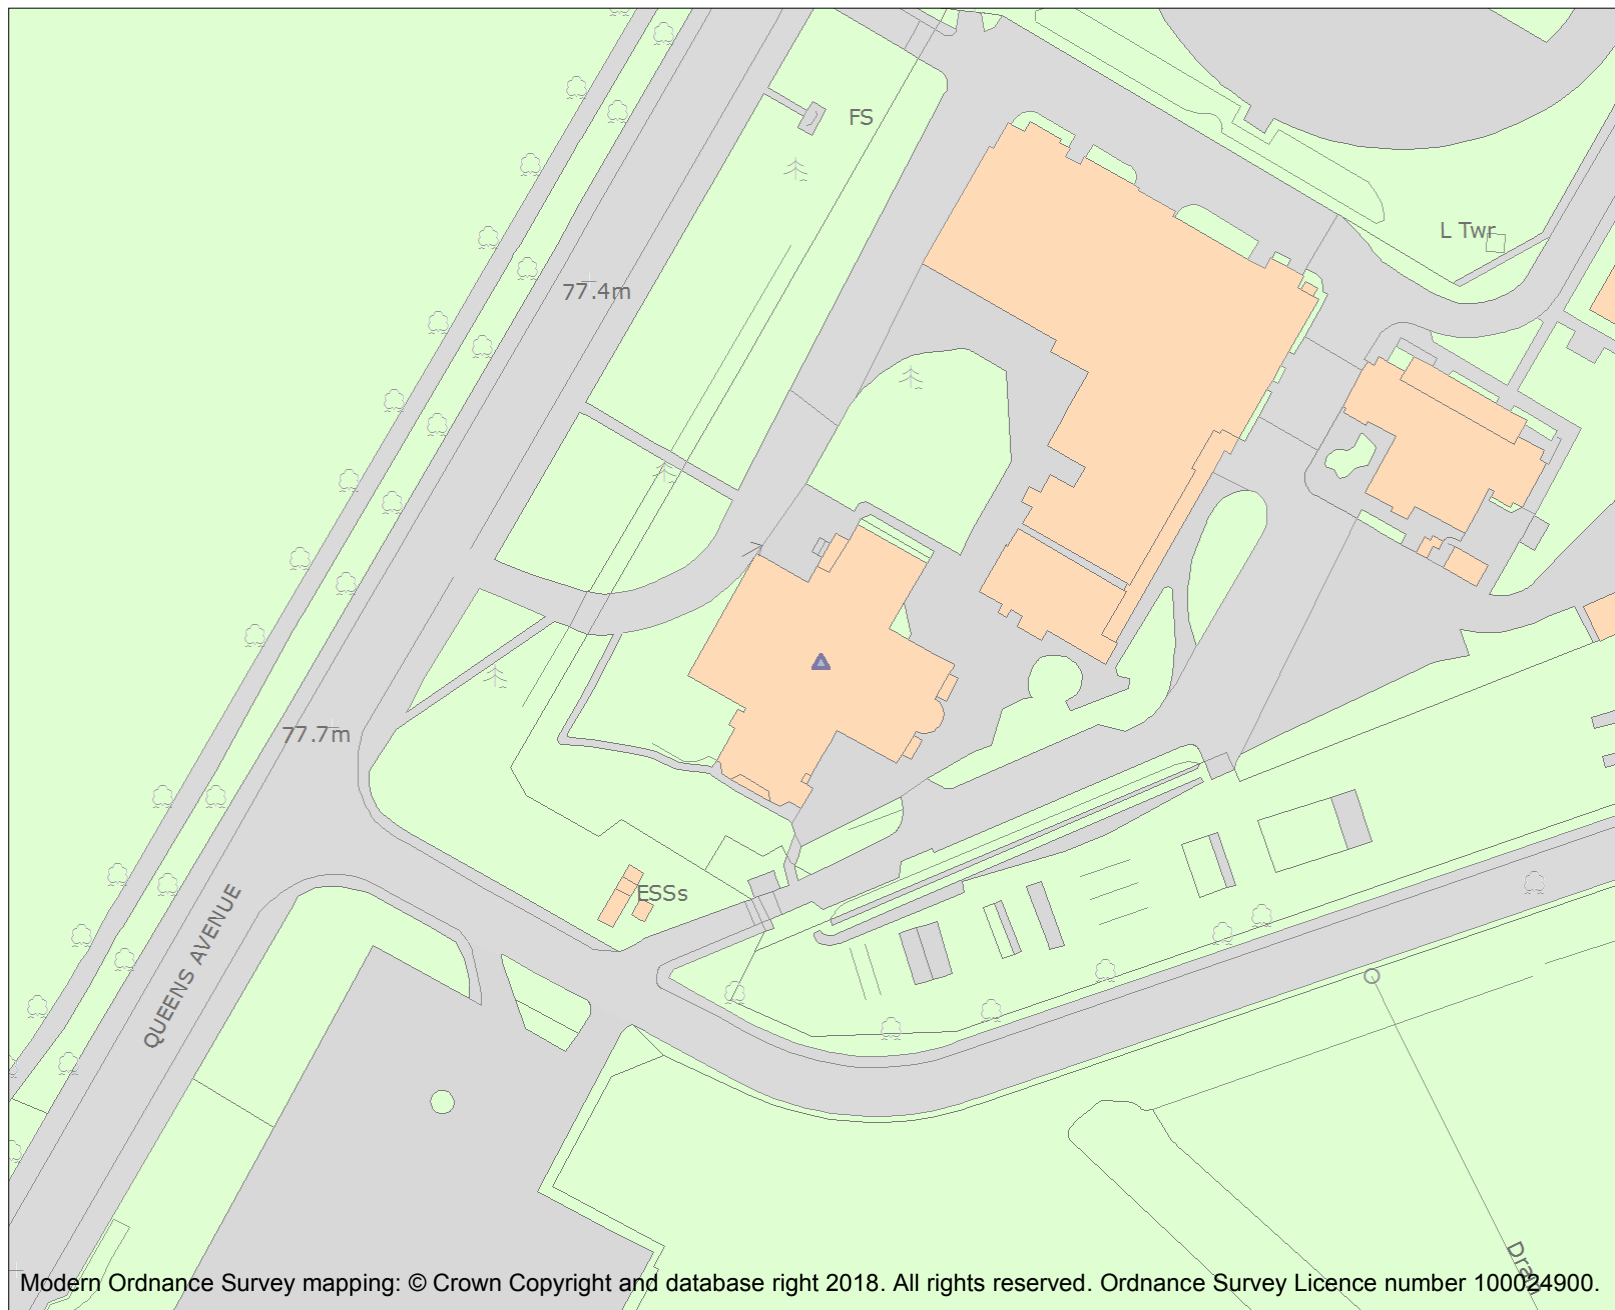 FS
L Twr
77.4m
77.7m
ESSs
QUEENS AVENUE
Drain
Modern Ordnance Survey mapping: © Crown Copyright and database right 2018. All rights reserved. Ordnance Survey Licence number 100024900.